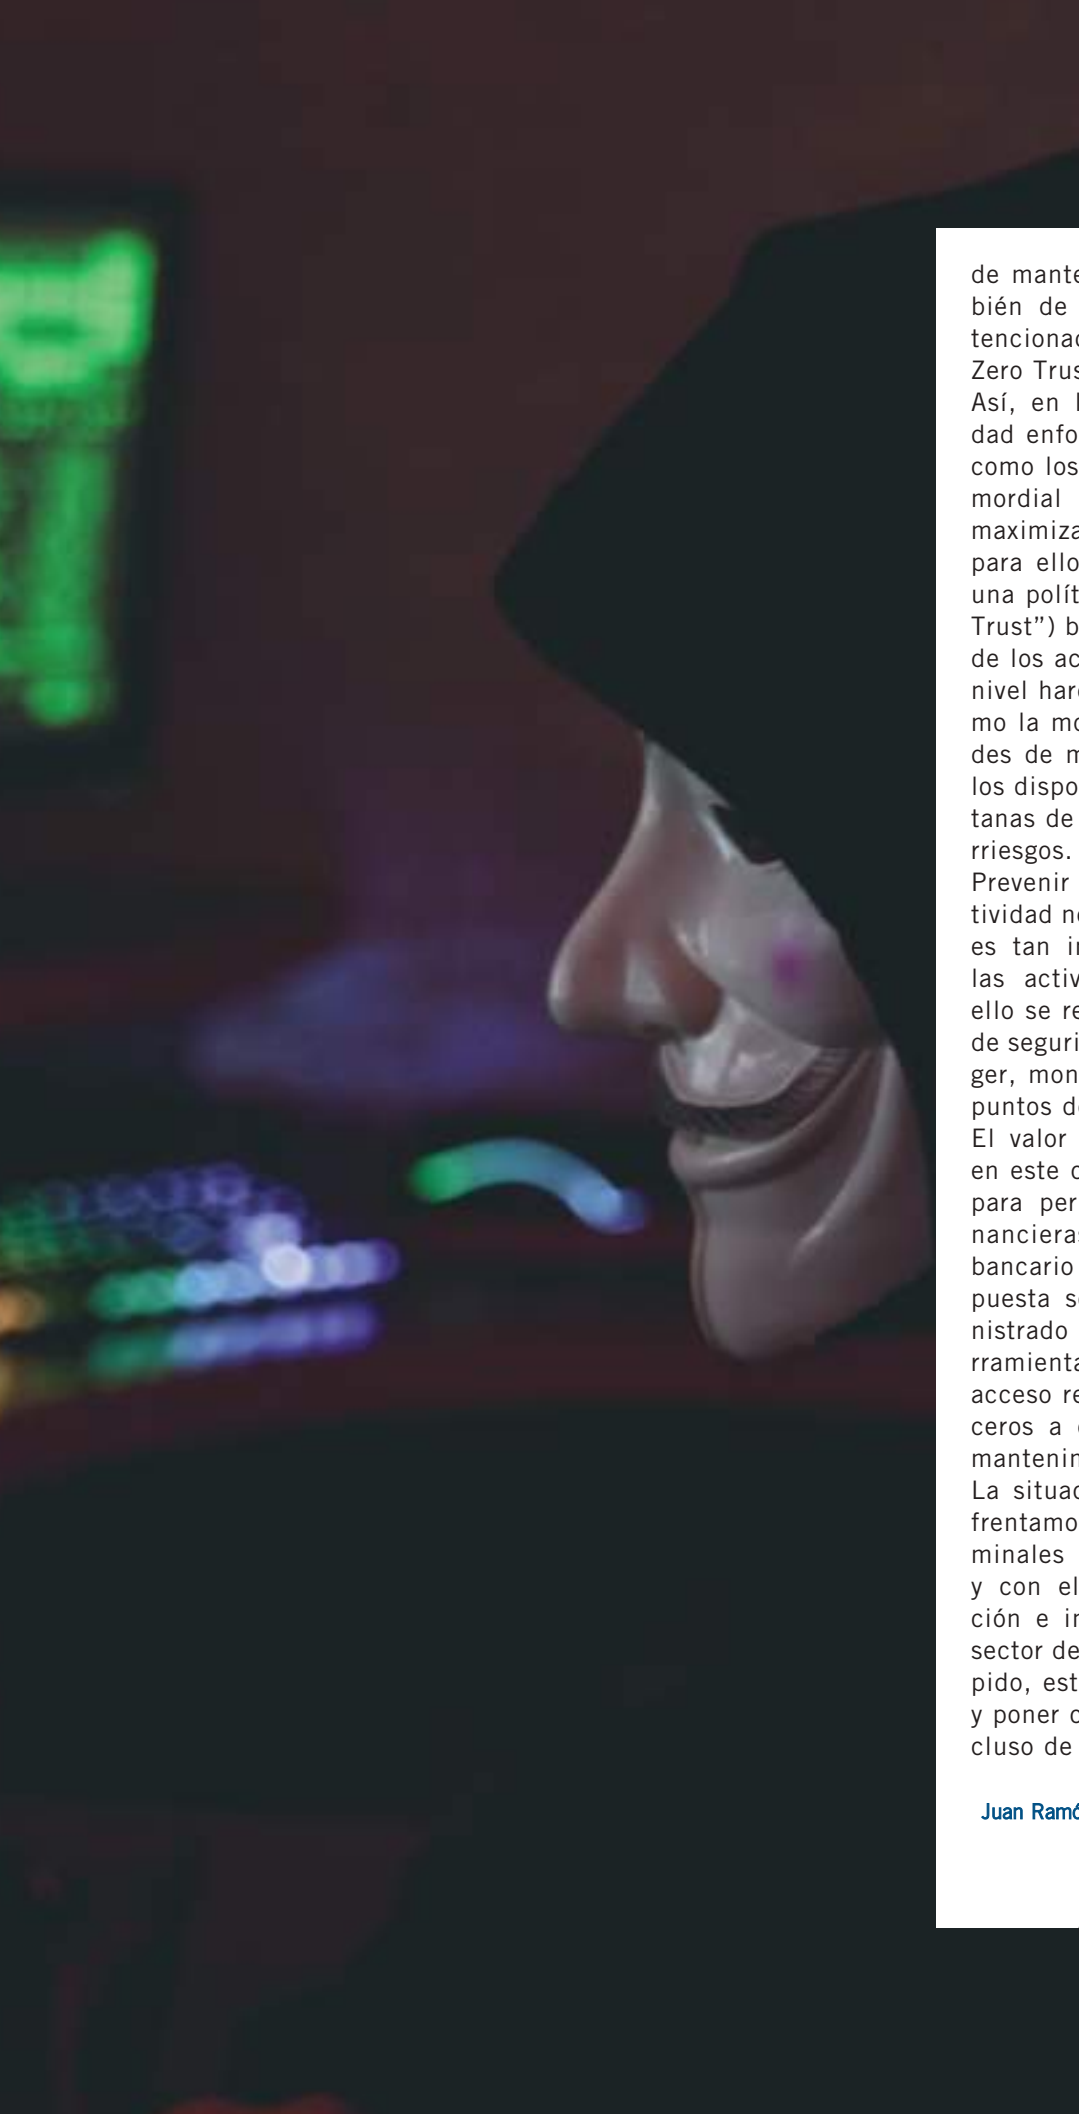 de mante
bién de
tencionad
Zero Trus
Así, en l
dad enfo
como los
mordial
maximiza
para ello
una polít
Trust”) b
de los ac
nivel hard
mo la mo
des de m
los dispo
tanas de
rriesgos.
Prevenir
tividad no
es tan in
las activ
ello se re
de seguri
ger, mon
puntos de
El valor
en este c
para per
nancieras
bancario
puesta se
nistrado
rramienta
acceso re
ceros a c
mantenim
La situac
frentamo
minales
y con el
ción e in
sector de
pido, est
y poner c
cluso de
Juan Ramó